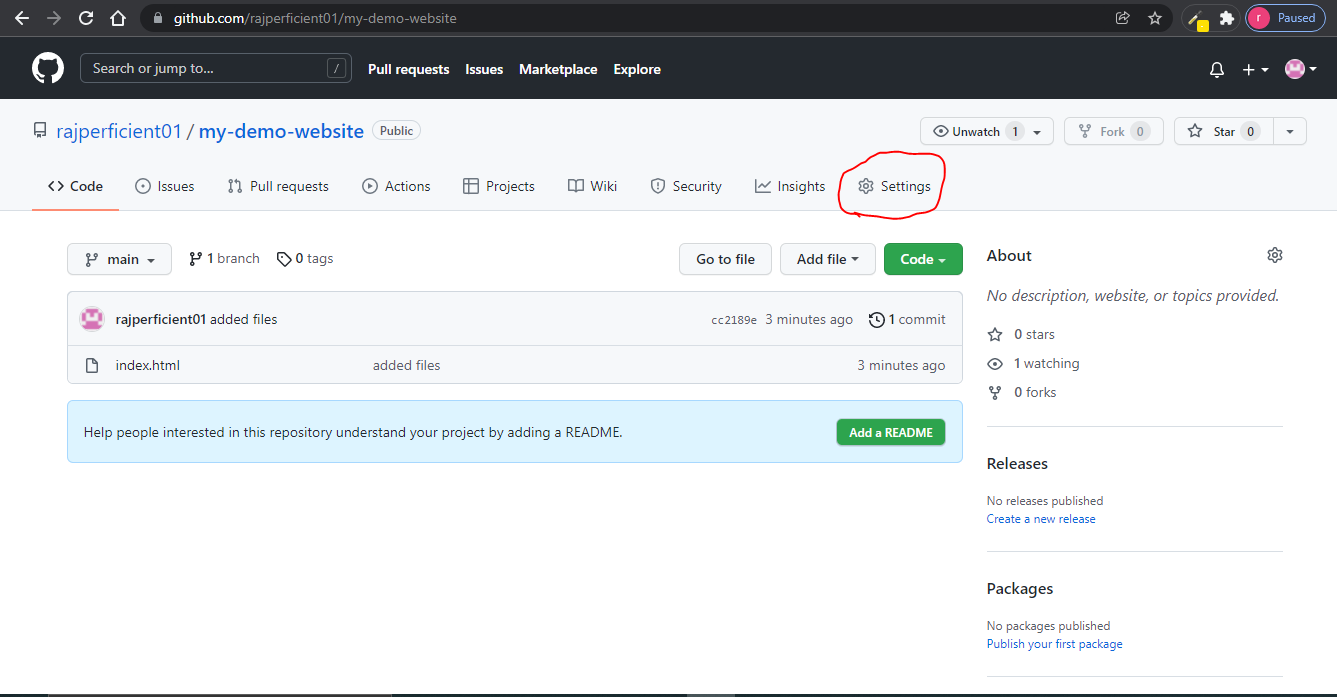 github.com/rajperficient01/my-demo-website
r Paused
Search or jump to... /
Pull requests Issues Marketplace Explore
rajperficient01 / my-demo-website Public
Unwatch 1 Fork 0 Star 0
Code Issues Pull requests Actions Projects Wiki Security Insights Settings
main 1 branch 0 tags Go to file Add file Code
rajperficient01 added files cc2189e 3 minutes ago 1 commit
index.html added files 3 minutes ago
Help people interested in this repository understand your project by adding a README. Add a README
About
No description, website, or topics provided.
0 stars
1 watching
0 forks
Releases
No releases published
Create a new release
Packages
No packages published
Publish your first package